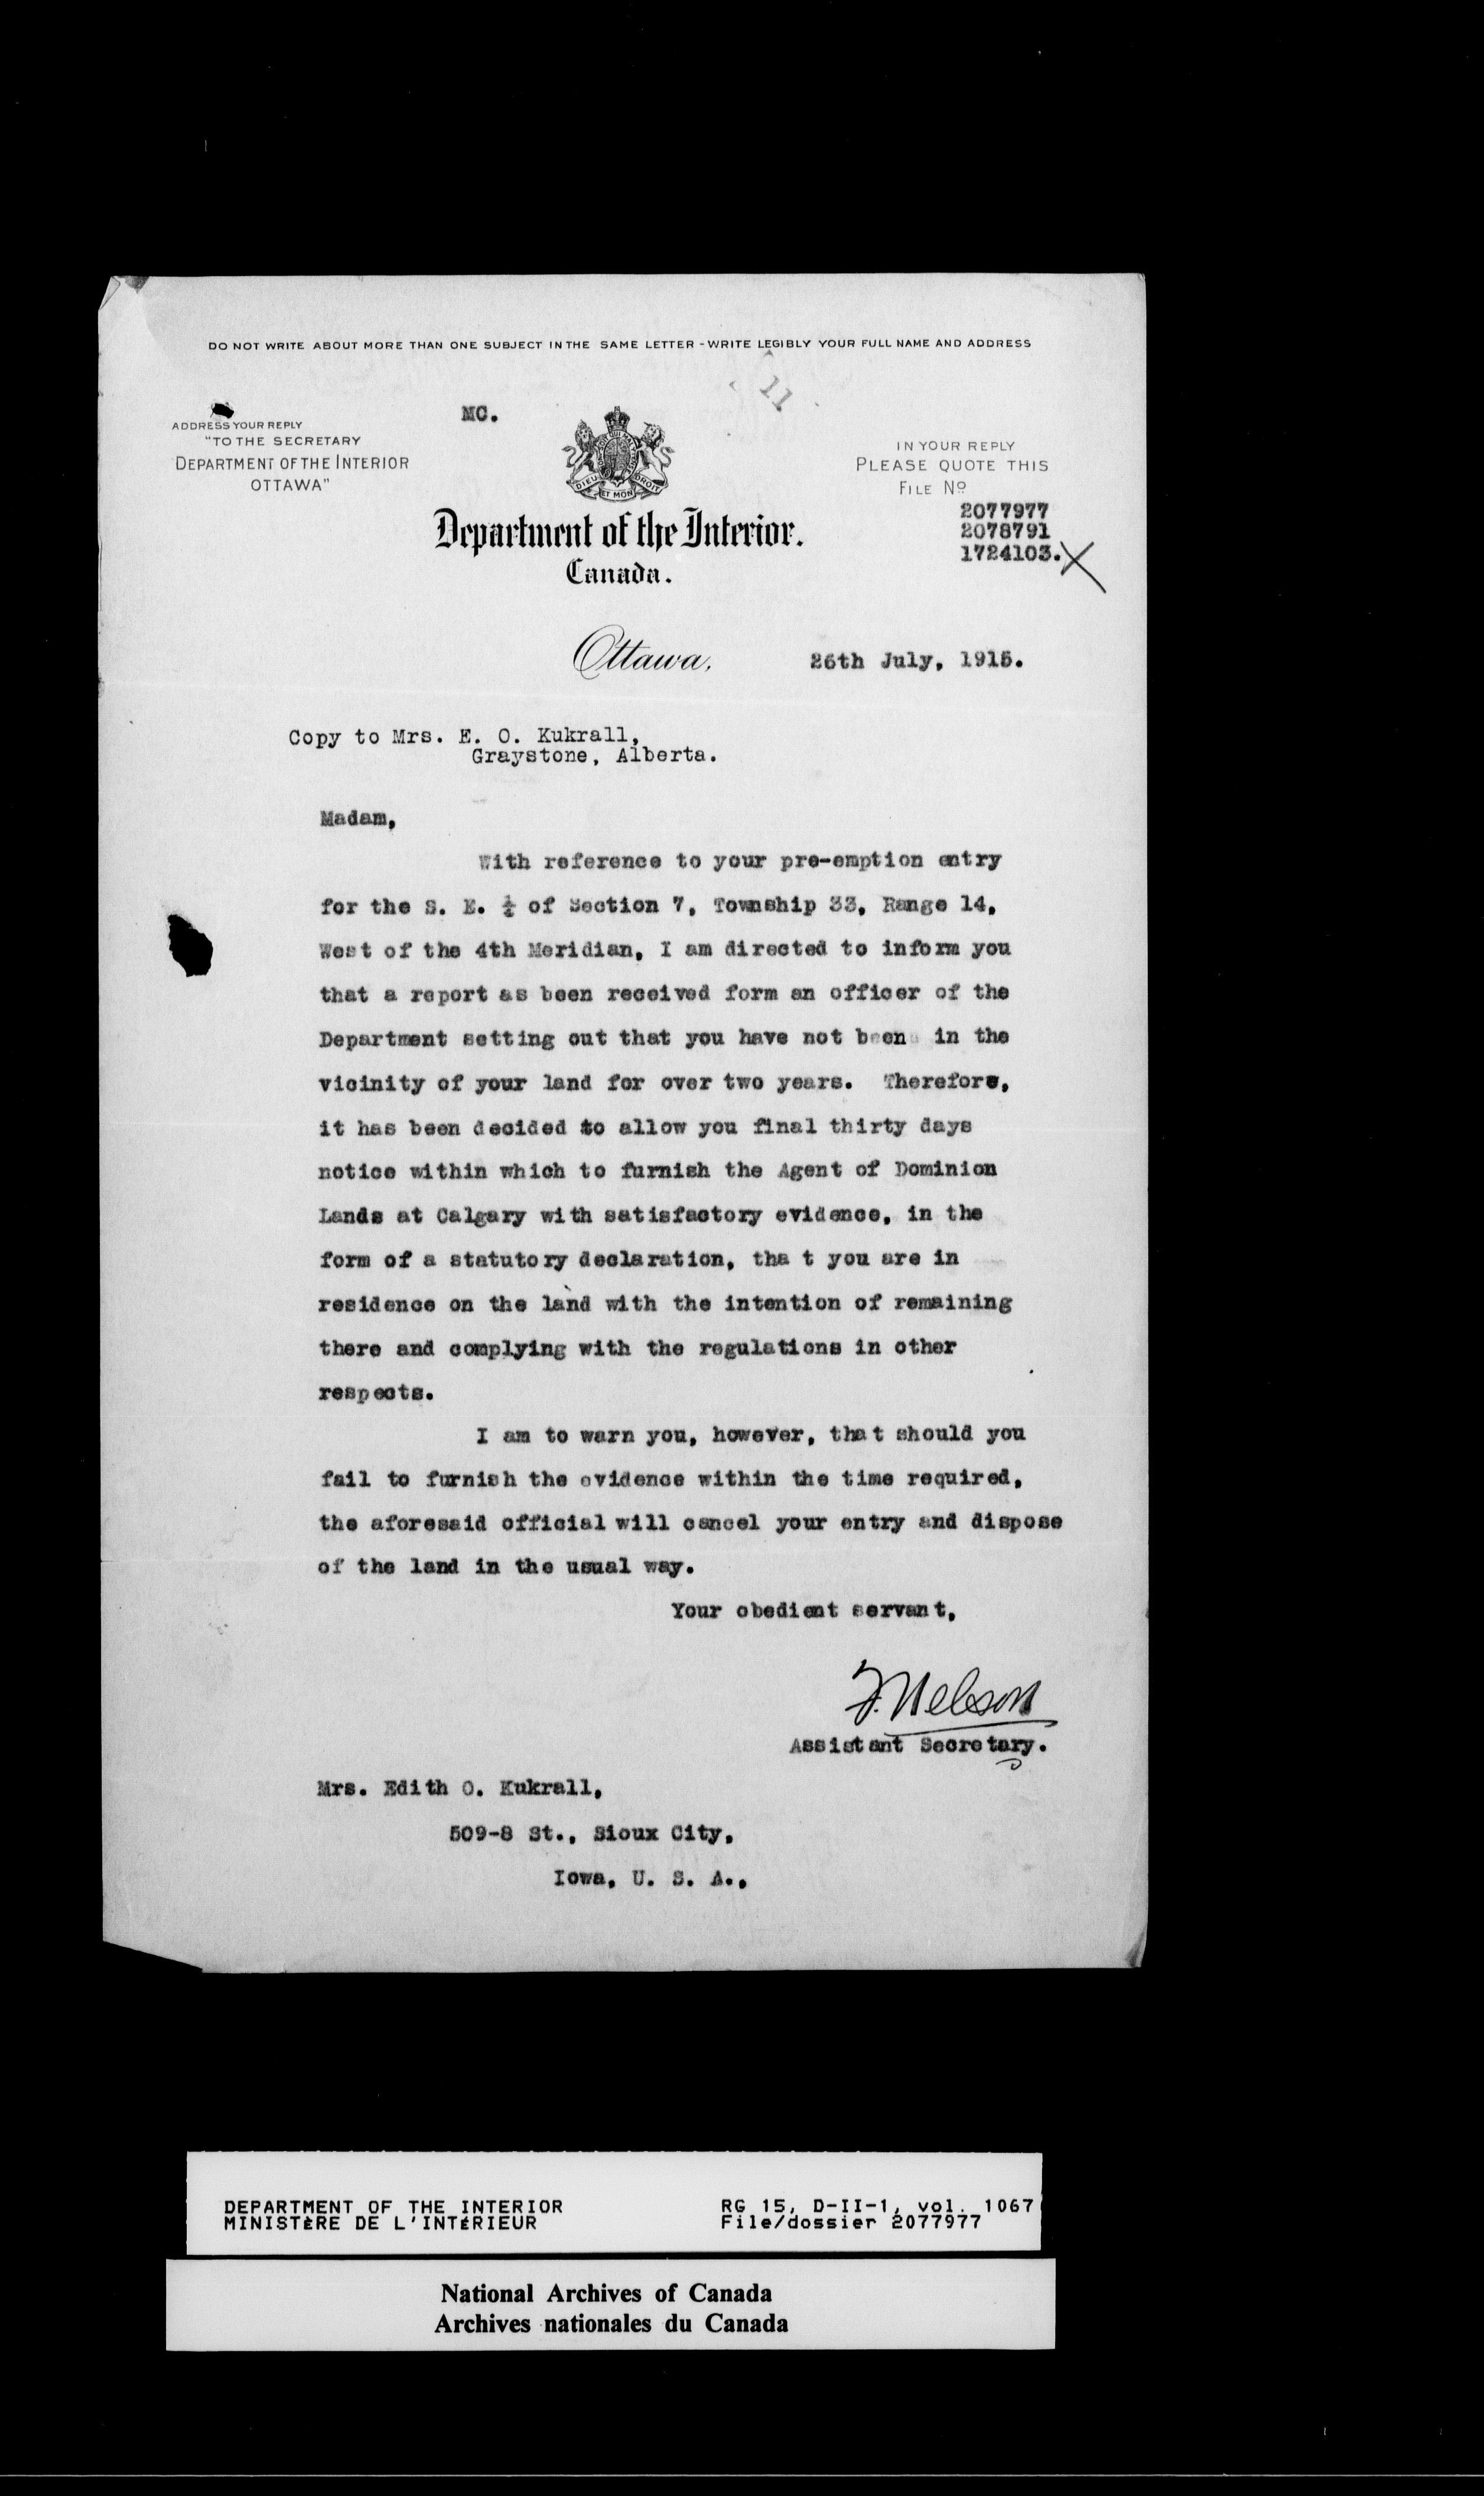 DO NOT WRITE ABOUT MORE THAN ONE SUBJECT IN THE SAME LETTER - WRITE LEGIBLY YOUR FULL NAME AND ADDRESS
11
MC.
ADDRESS YOUR REPLY
"TO THE SECRETARY
DEPARTMENT OF THE INTERIOR
OTTAWA"
IN YOUR REPLY
PLEASE QUOTE THIS
FILE No
2077977
2078791
1724103.
DIEU ET MON DROIT
Department of the Interior.
Canada.
Ottawa, 26th July, 1915.
Copy to Mrs. E. O. Kukrall,
Graystone, Alberta.
Madam,
With reference to your pre-emption entry
for the S. E. ¼ of Section 7, Township 33, Range 14,
West of the 4th Meridian, I am directed to inform you
that a report as been received form an officer of the
Department setting out that you have not been in the
vicinity of your land for over two years. Therefore,
it has been decided to allow you final thirty days
notice within which to furnish the Agent of Dominion
Lands at Calgary with satisfactory evidence, in the
form of a statutory declaration, tha t you are in
residence on the land with the intention of remaining
there and complying with the regulations in other
respects.
I am to warn you, however, that should you
fail to furnish the evidence within the time required,
the aforesaid official will cancel your entry and dispose
of the land in the usual way.
Your obedient servant,
F. Nelson
Assistant Secretary.
Mrs. Edith O. Kukrall,
509-8 St., Sioux City,
Iowa, U. S. A.,
DEPARTMENT OF THE INTERIOR
MINISTÈRE DE L'INTÉRIEUR
RG 15, D-II-1, vol. 1067
File/dossier 2077977
National Archives of Canada
Archives nationales du Canada